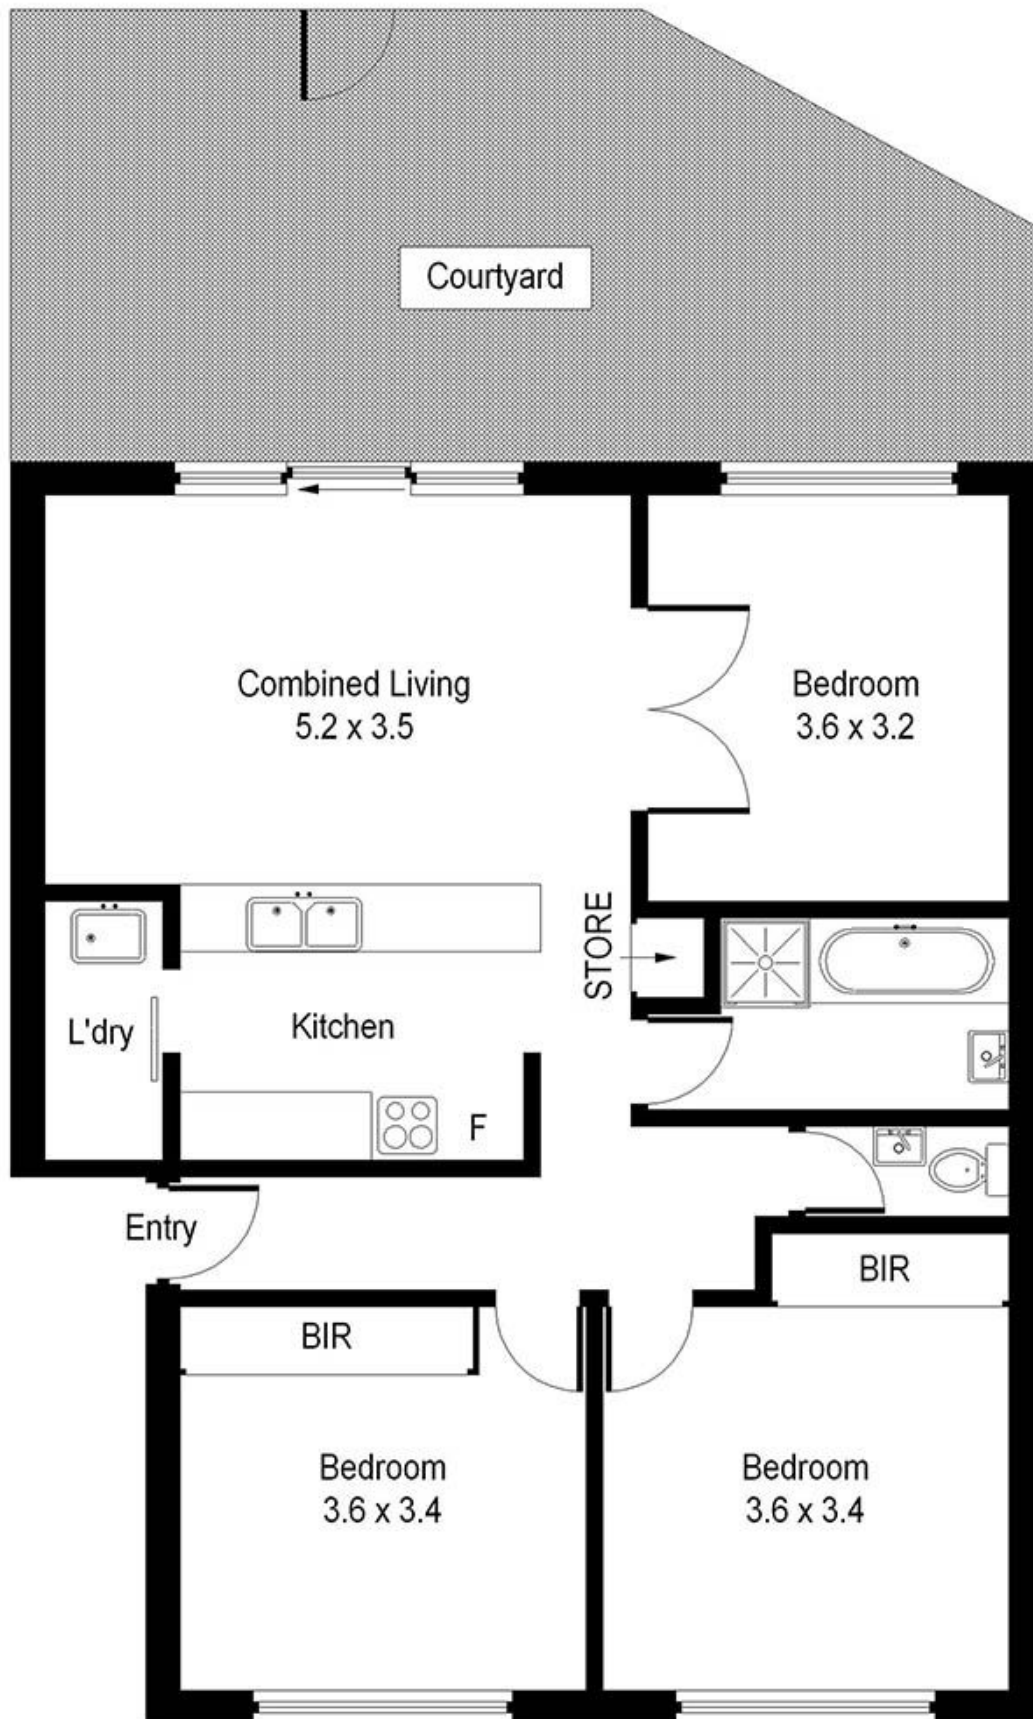 Courtyard
Combined Living
5.2 x 3.5
Bedroom
3.6 x 3.2
STORE
L'dry
Kitchen
F
Entry
BIR
BIR
Bedroom
3.6 x 3.4
Bedroom
3.6 x 3.4